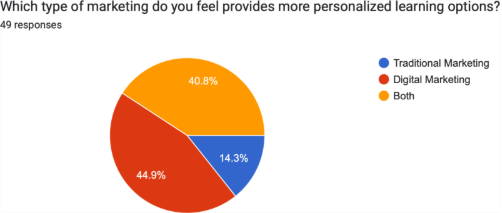 Which type of marketing do you feel provides more personalized learning options?
49 responses
Traditional Marketing
Digital Marketing
Both
40.8%
14.3%
44.9%